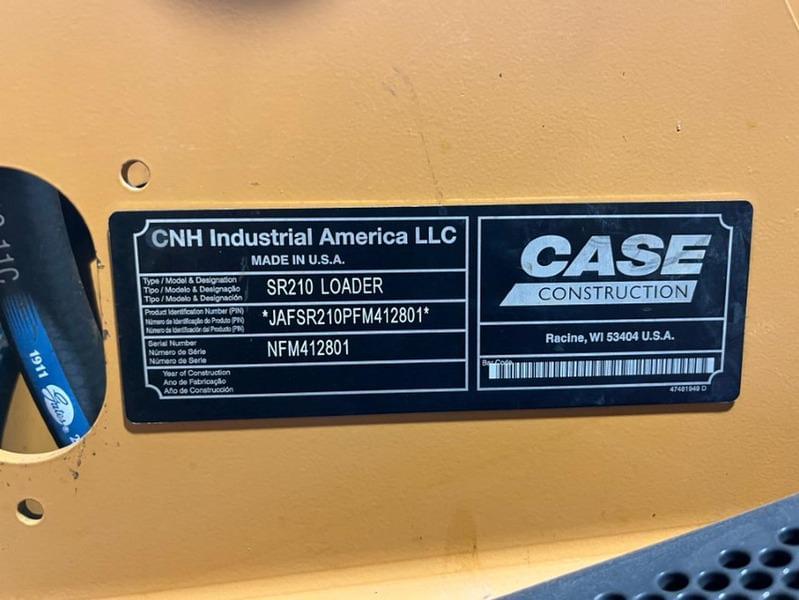 CNH Industrial America LLC
MADE IN U.S.A.
Type / Model & Designation
Tipo / Modelo & Designação
Tipo / Modelo & Designación
SR210 LOADER
Product Identification Number (PIN)
Número de Identificação do Produto (PIN)
Número de Identificación del Producto (PIN)
*JAFSR210PFM412801*
Serial Number
Número de Série
Número de Serie
NFM412801
Year of Construction
Ano de Fabricação
Año de Construcción
CASE
CONSTRUCTION
Racine, WI 53404 U.S.A.
Bar Code
47401949 D
1911
Gates